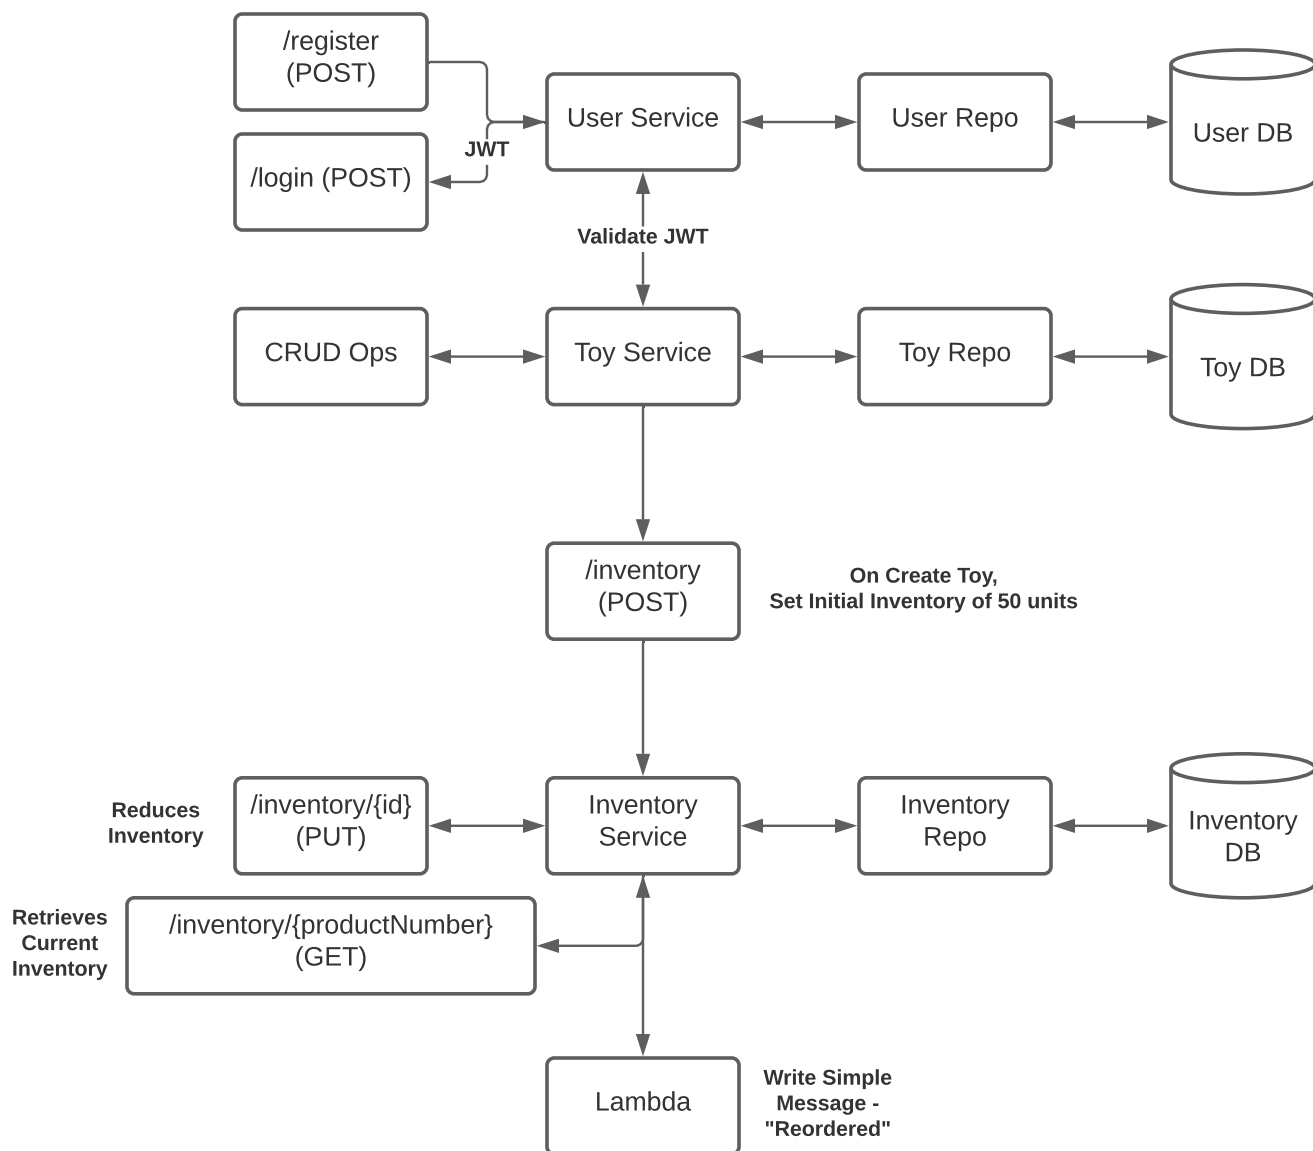 /register
(POST)
User Service
User Repo
User DB
JWT
/login (POST)
Validate JWT
CRUD Ops
Toy Service
Toy Repo
Toy DB
/inventory
(POST)
On Create Toy,
Set Initial Inventory of 50 units
Reduces
Inventory
/inventory/{id}
(PUT)
Inventory
Service
Inventory
Repo
Inventory
DB
Retrieves
Current
Inventory
/inventory/{productNumber}
(GET)
Lambda
Write Simple
Message -
"Reordered"